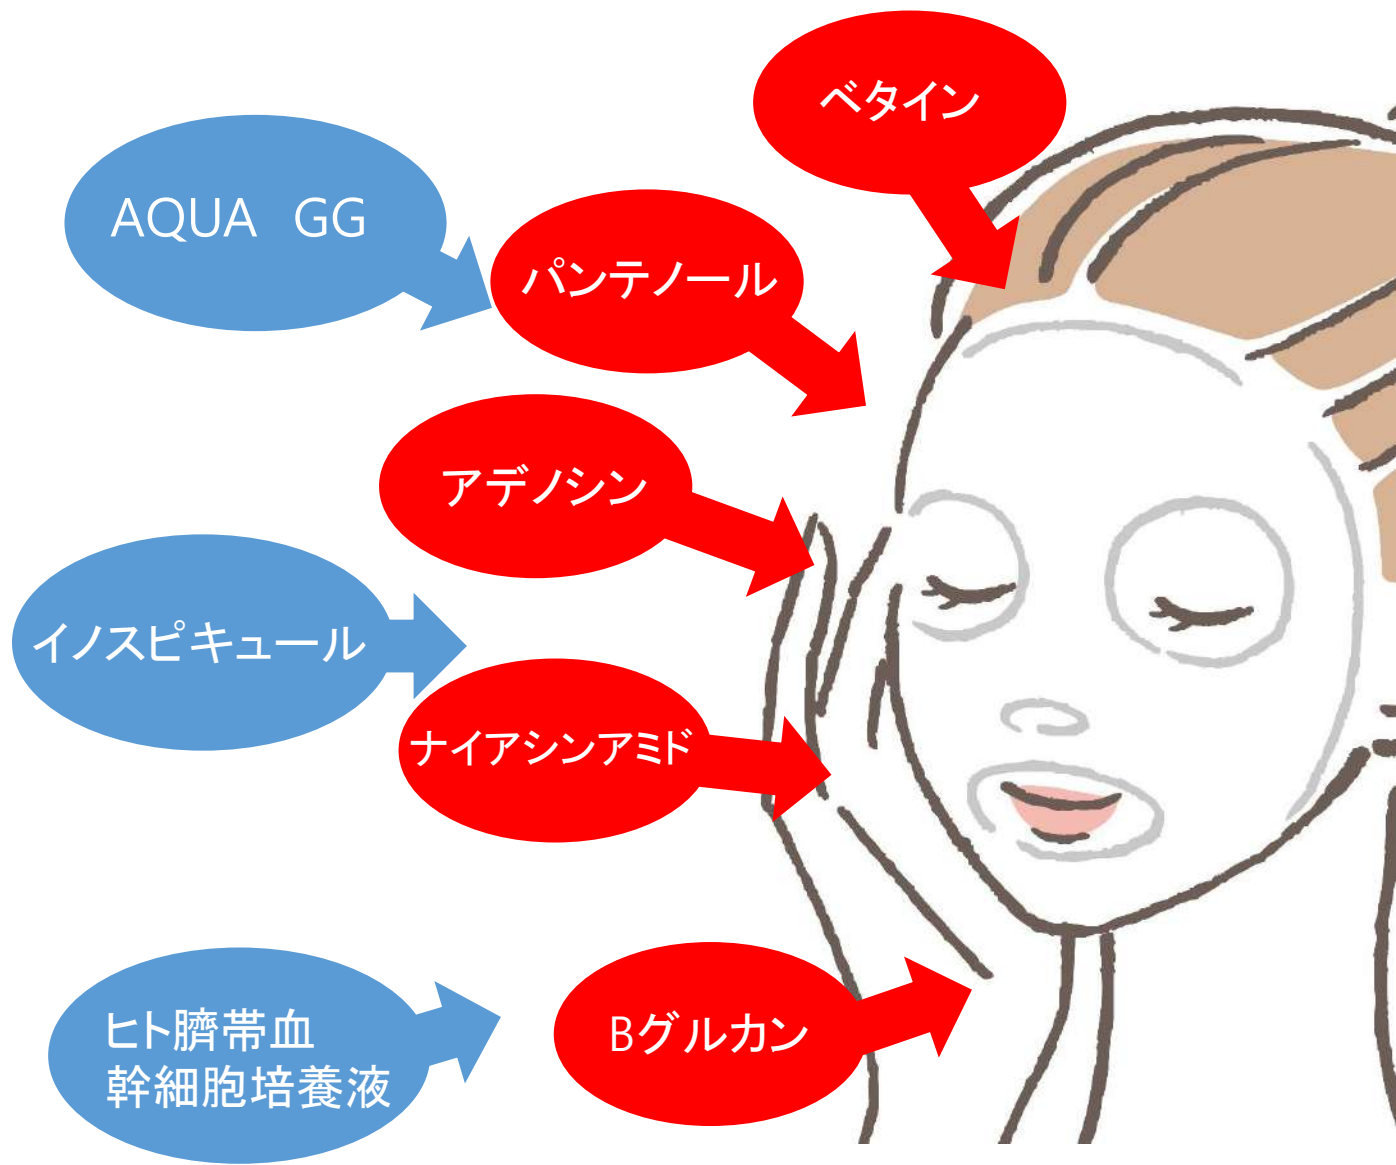 ベタイン
AQUA GG
パンテノール
アデノシン
イノスピキュール
ナイアシンアミド
ヒト臍帯血
幹細胞培養液
Bグルカン